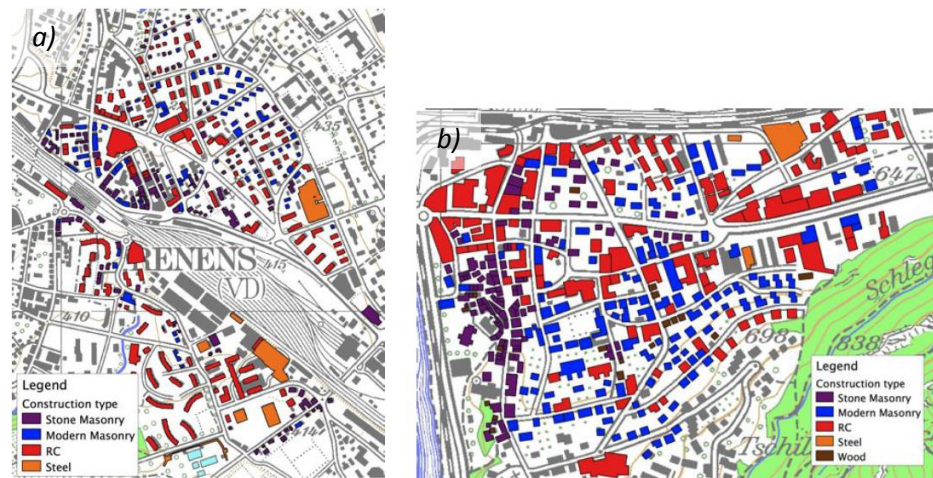 a)
435
RENENS
415
(VD)
410
414
Legend
Construction type
Stone Masonry
Modern Masonry
RC
Steel
b)
647
Schleg
698
838
Tschil
Legend
Construction type
Stone Masonry
Modern Masonry
RC
Steel
Wood